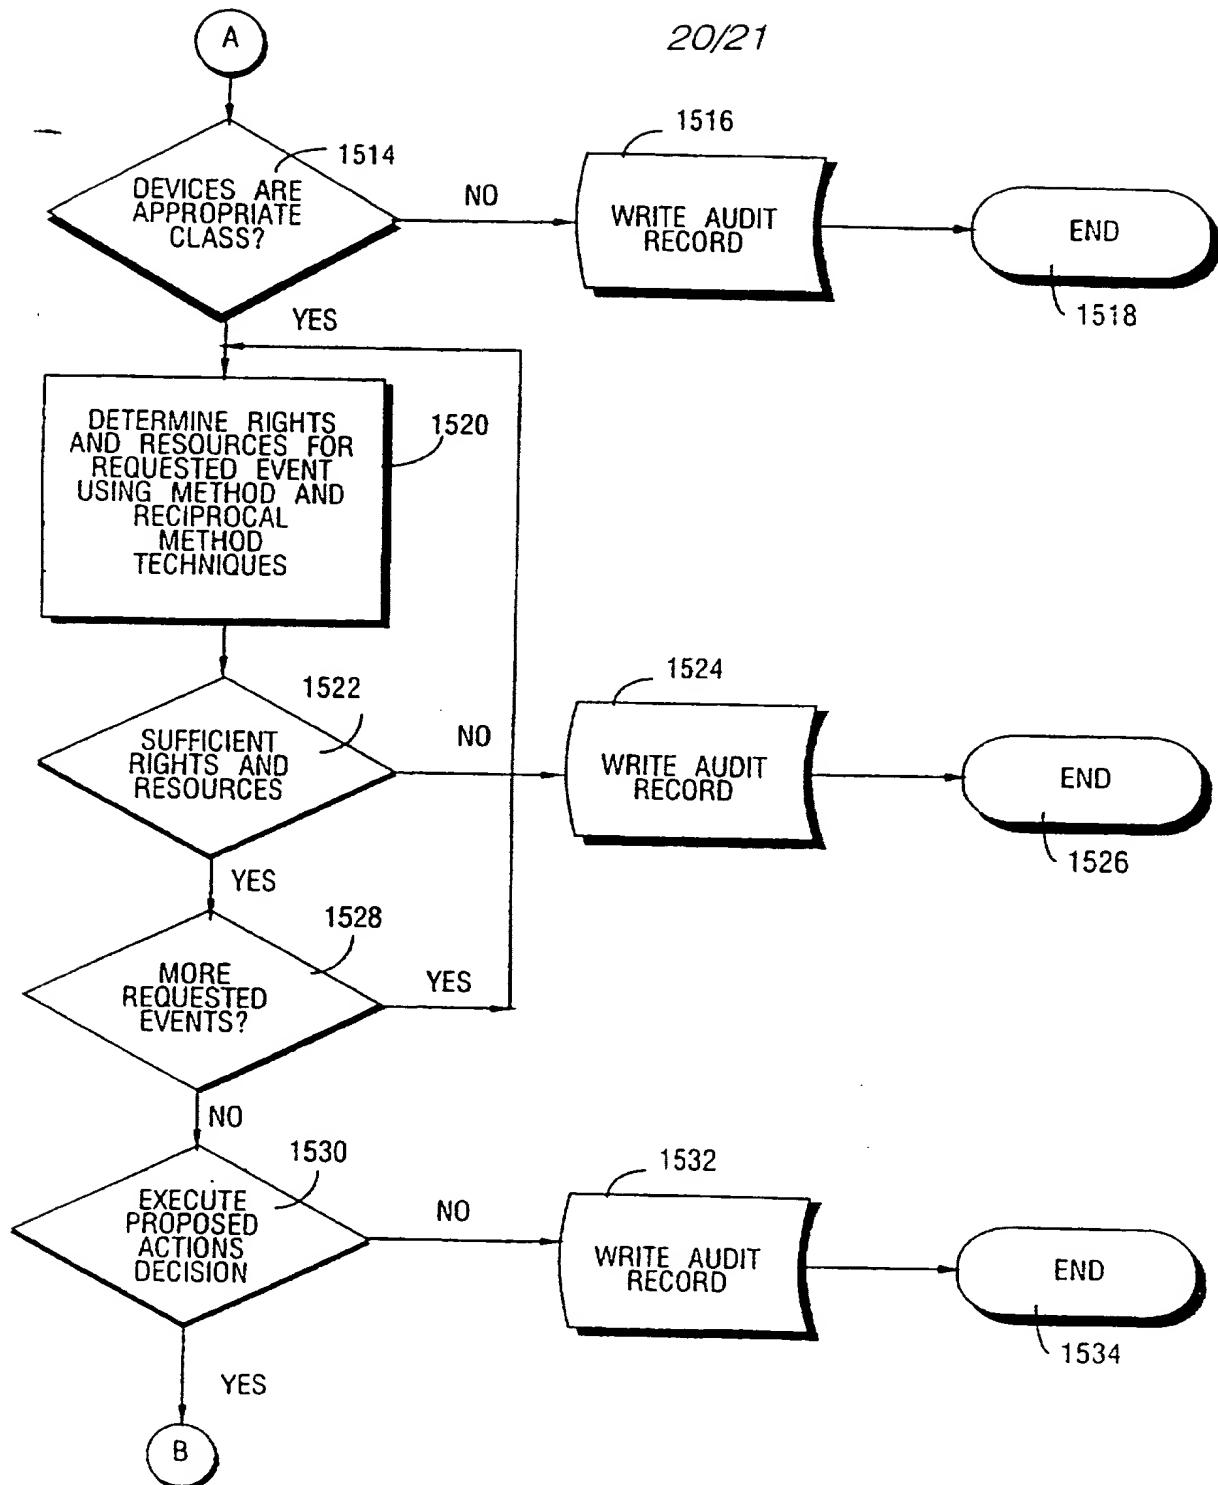 A
20/21
1514
DEVICES ARE
APPROPRIATE
CLASS?
NO
1516
WRITE AUDIT
RECORD
END
1518
YES
DETERMINE RIGHTS
AND RESOURCES FOR
REQUESTED EVENT
USING METHOD AND
RECIPROCAL
METHOD
TECHNIQUES
1520
1522
SUFFICIENT
RIGHTS AND
RESOURCES
NO
1524
WRITE AUDIT
RECORD
END
1526
YES
1528
MORE
REQUESTED
EVENTS?
YES
NO
1530
EXECUTE
PROPOSED
ACTIONS
DECISION
NO
1532
WRITE AUDIT
RECORD
END
1534
YES
B